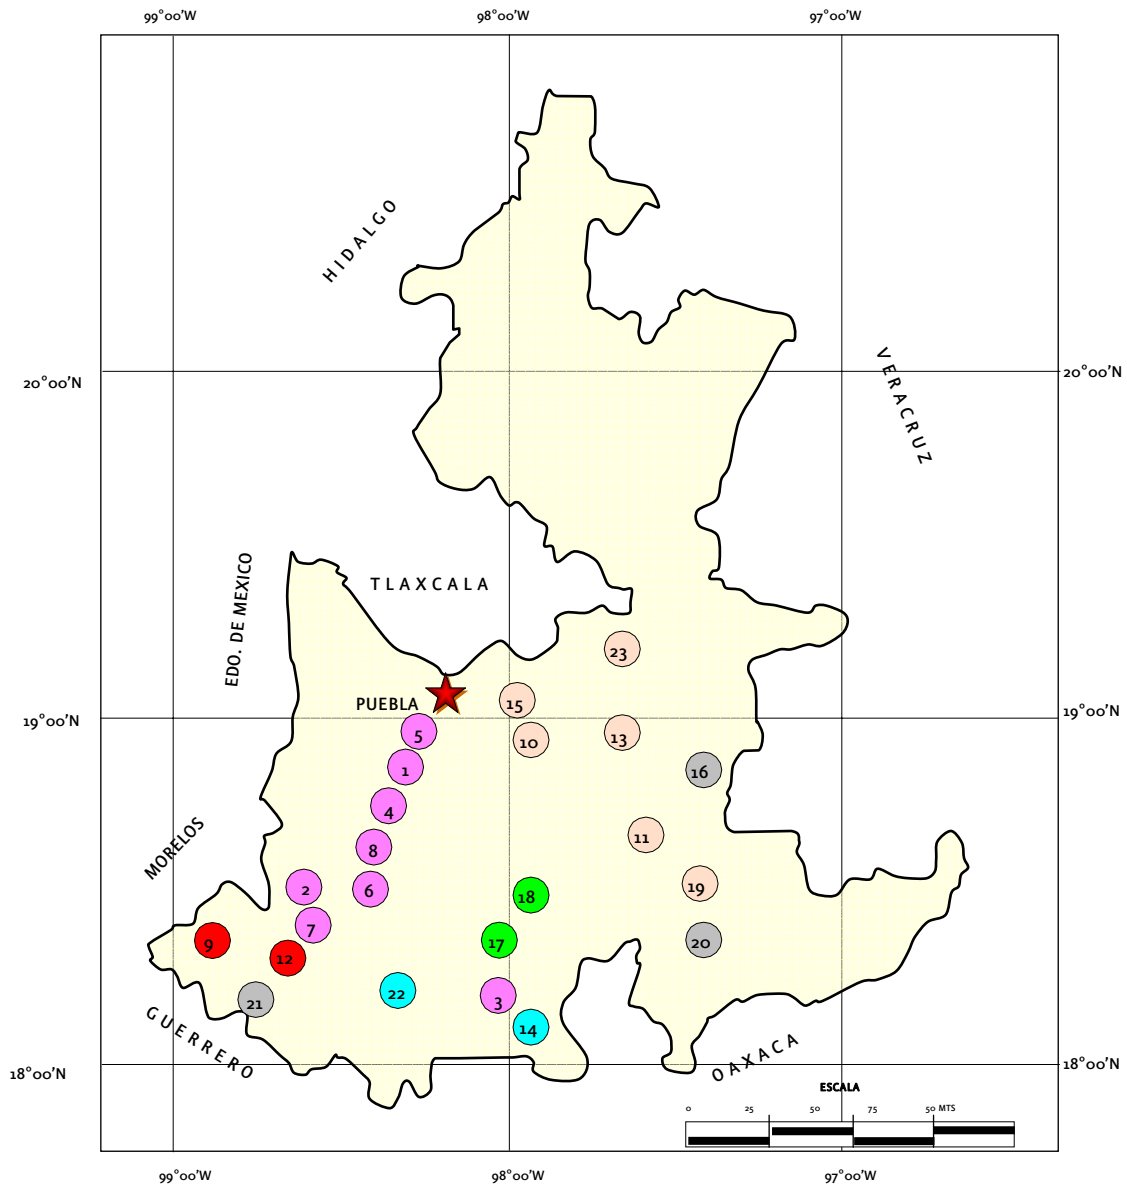 99°00'W 98°00'W 97°00'W
HIDALGO
VERACRUZ
20°00'N 20°00'N
EDO. DE MEXICO
TLAXCALA
23
PUEBLA
15
19°00'N 19°00'N
5
10
13
1
16
4
11
MORELOS
8
2
6
19
18
7
9
17
20
12
22
3
21
14
GUERRERO
OAXACA
18°00'N 18°00'N
ESCALA
0 25 50 75 50 MTS
99°00'W 98°00'W 97°00'W